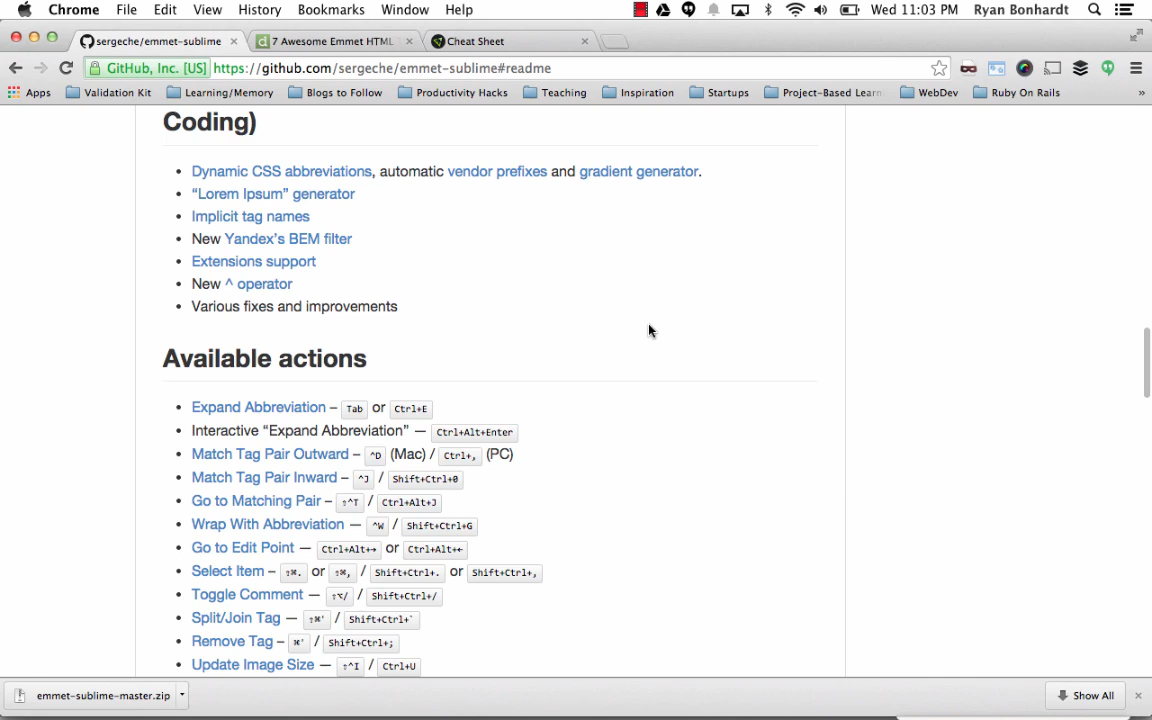 Chrome File Edit View History Bookmarks Window Help Wed 11:03 PM Ryan Bonhardt
sergeche/emmet-sublime × 7 Awesome Emmet HTML × Cheat Sheet ×
GitHub, Inc. [US] https://github.com/sergeche/emmet-sublime#readme
Apps Validation Kit Learning/Memory Blogs to Follow Productivity Hacks Teaching Inspiration Startups Project-Based Learn WebDev Ruby On Rails »
Coding)
• Dynamic CSS abbreviations, automatic vendor prefixes and gradient generator.
• “Lorem Ipsum” generator
• Implicit tag names
• New Yandex’s BEM filter
• Extensions support
• New ^ operator
• Various fixes and improvements
Available actions
• Expand Abbreviation – Tab or Ctrl+E
• Interactive “Expand Abbreviation” — Ctrl+Alt+Enter
• Match Tag Pair Outward – ^D (Mac) / Ctrl+, (PC)
• Match Tag Pair Inward – ^J / Shift+Ctrl+0
• Go to Matching Pair – ⇧^T / Ctrl+Alt+J
• Wrap With Abbreviation — ^W / Shift+Ctrl+G
• Go to Edit Point — Ctrl+Alt+→ or Ctrl+Alt+←
• Select Item – ⇧⌘. or ⇧⌘, / Shift+Ctrl+. or Shift+Ctrl+,
• Toggle Comment — ⇧⌥/ / Shift+Ctrl+/
• Split/Join Tag — ⇧⌘' / Shift+Ctrl+`
• Remove Tag – ⌘' / Shift+Ctrl+;
• Update Image Size — ⇧^I / Ctrl+U
emmet-sublime-master.zip Show All ×